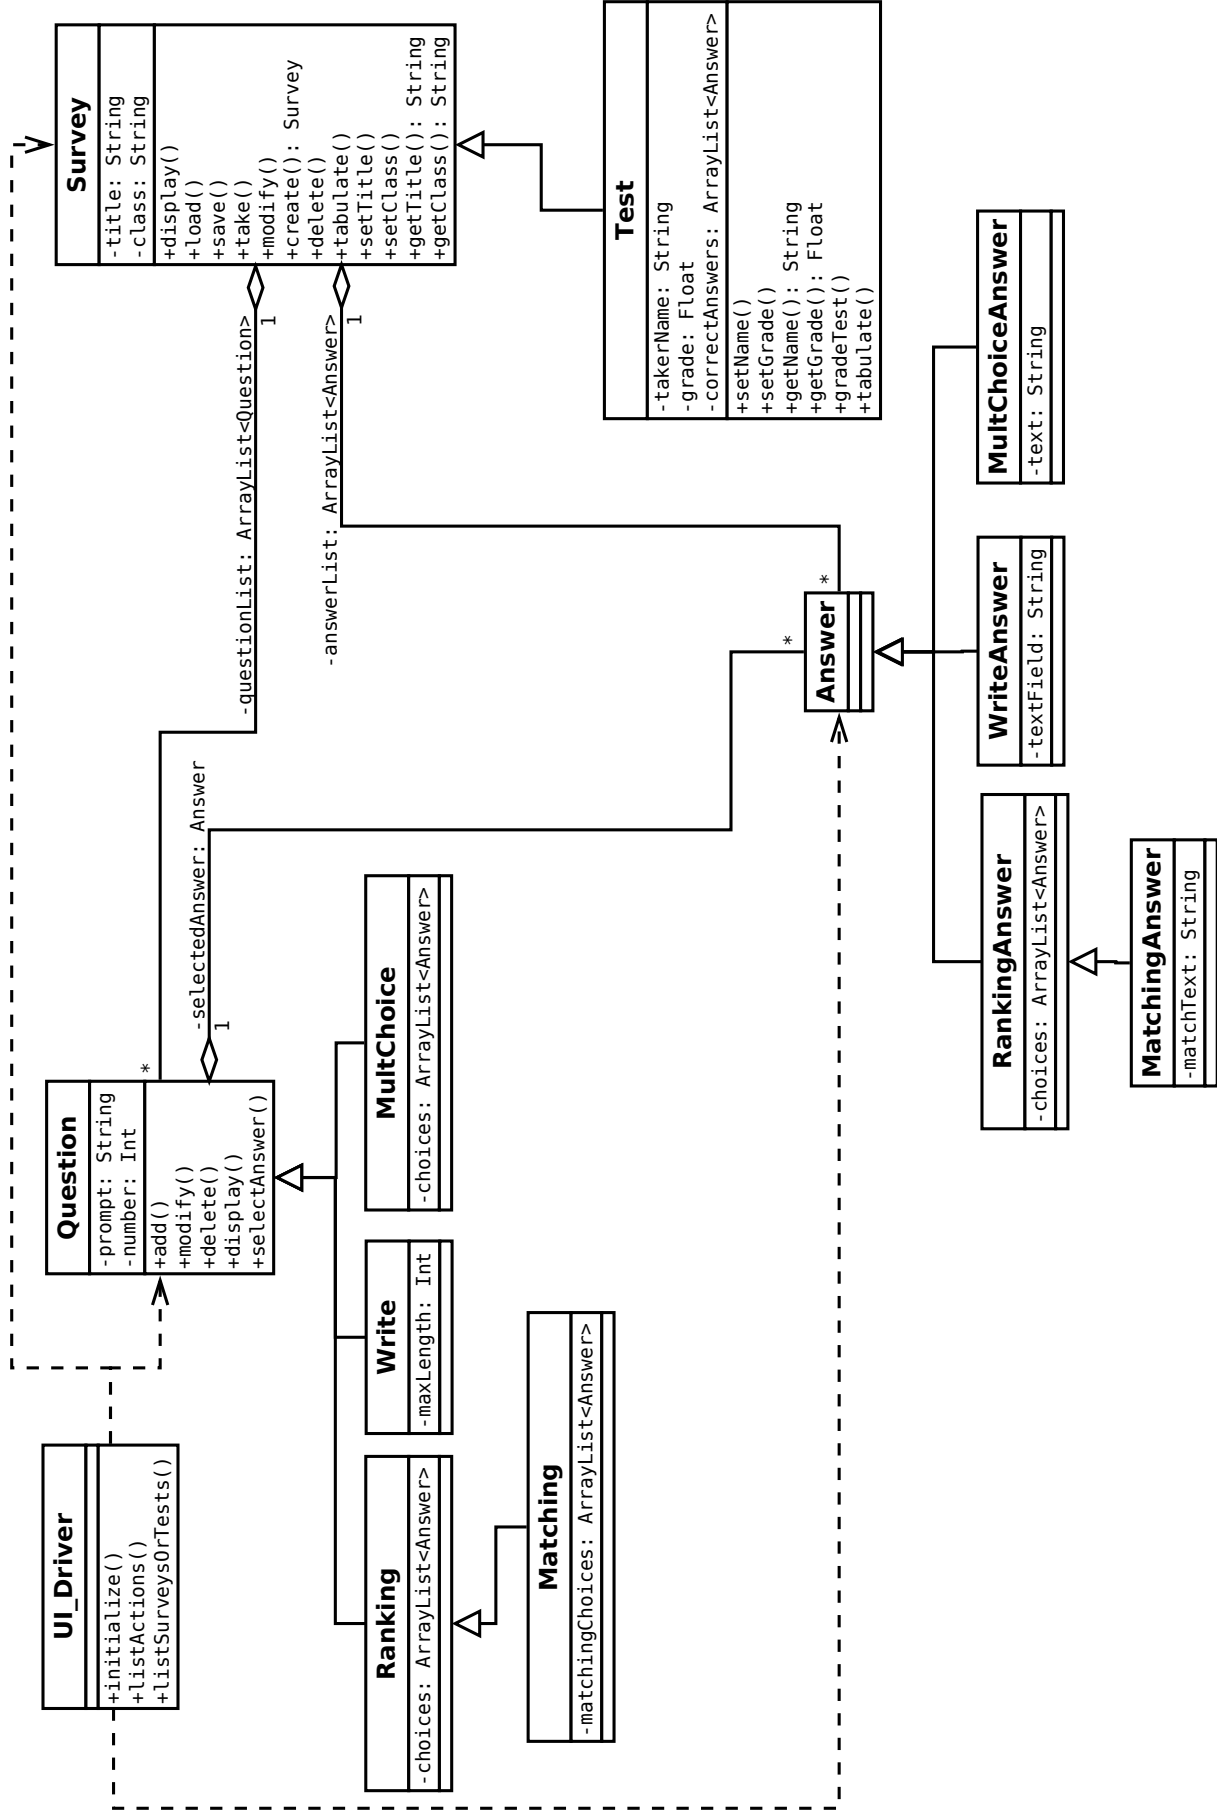 UI_Driver
+initialize()
+listActions()
+listSurveysOrTests()
Question
-prompt: String
-number: Int
+add()
+modify()
+delete()
+display()
+selectAnswer()
*
-selectedAnswer: Answer
1
Survey
-title: String
-class: String
+display()
+load()
+save()
+take()
+modify()
+create(): Survey
+delete()
+tabulate()
+setTitle()
+setClass()
+getTitle(): String
+getClass(): String
-questionList: ArrayList<Question>
1
-answerList: ArrayList<Answer>
1
Ranking
-choices: ArrayList<Answer>
Write
-maxLength: Int
MultChoice
-choices: ArrayList<Answer>
Matching
-matchingChoices: ArrayList<Answer>
Test
-takerName: String
-grade: Float
-correctAnswers: ArrayList<Answer>
+setName()
+setGrade()
+getName(): String
+getGrade(): Float
+gradeTest()
+tabulate()
*
*
Answer
RankingAnswer
-choices: ArrayList<Answer>
WriteAnswer
-textField: String
MultChoiceAnswer
-text: String
MatchingAnswer
-matchText: String